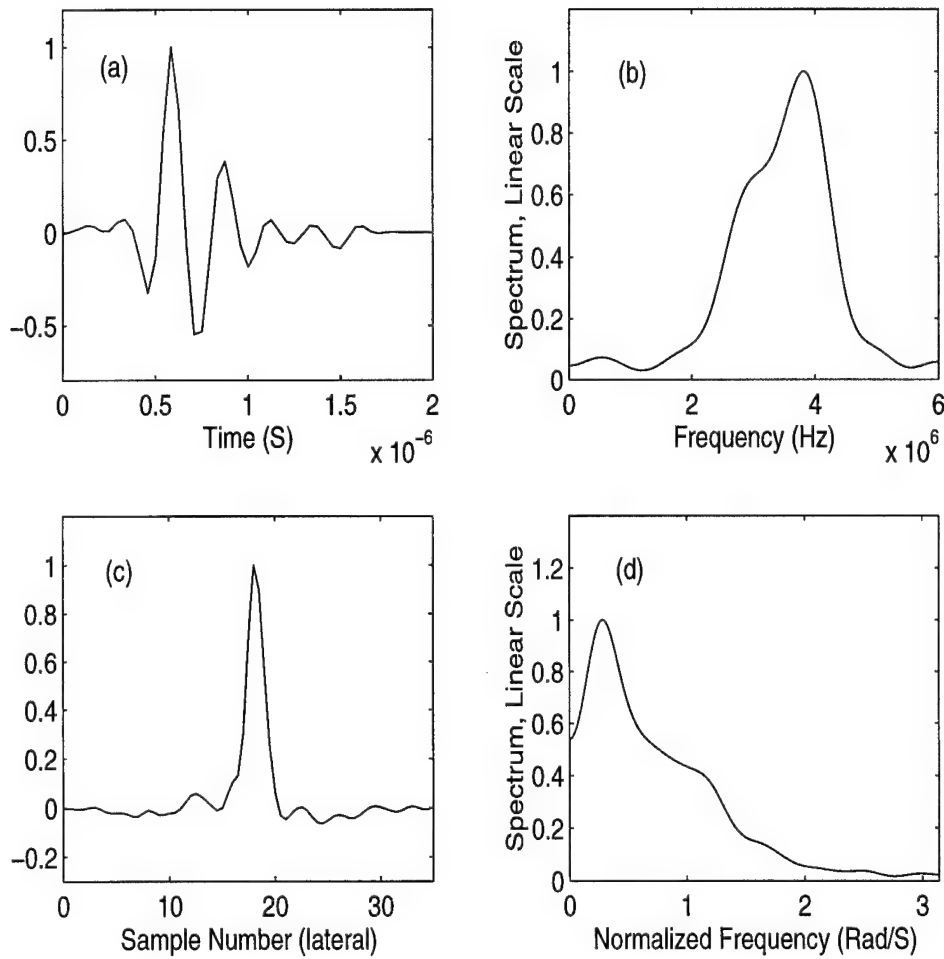 (a)
1
0.5
0
−0.5
0 0.5 1 1.5 2
Time (S)
x 10⁻⁶
(b)
Spectrum, Linear Scale
1
0.8
0.6
0.4
0.2
0
0 2 4 6
Frequency (Hz)
x 10⁶
(c)
1
0.8
0.6
0.4
0.2
0
−0.2
0 10 20 30
Sample Number (lateral)
(d)
Spectrum, Linear Scale
1.2
1
0.8
0.6
0.4
0.2
0
0 1 2 3
Normalized Frequency (Rad/S)